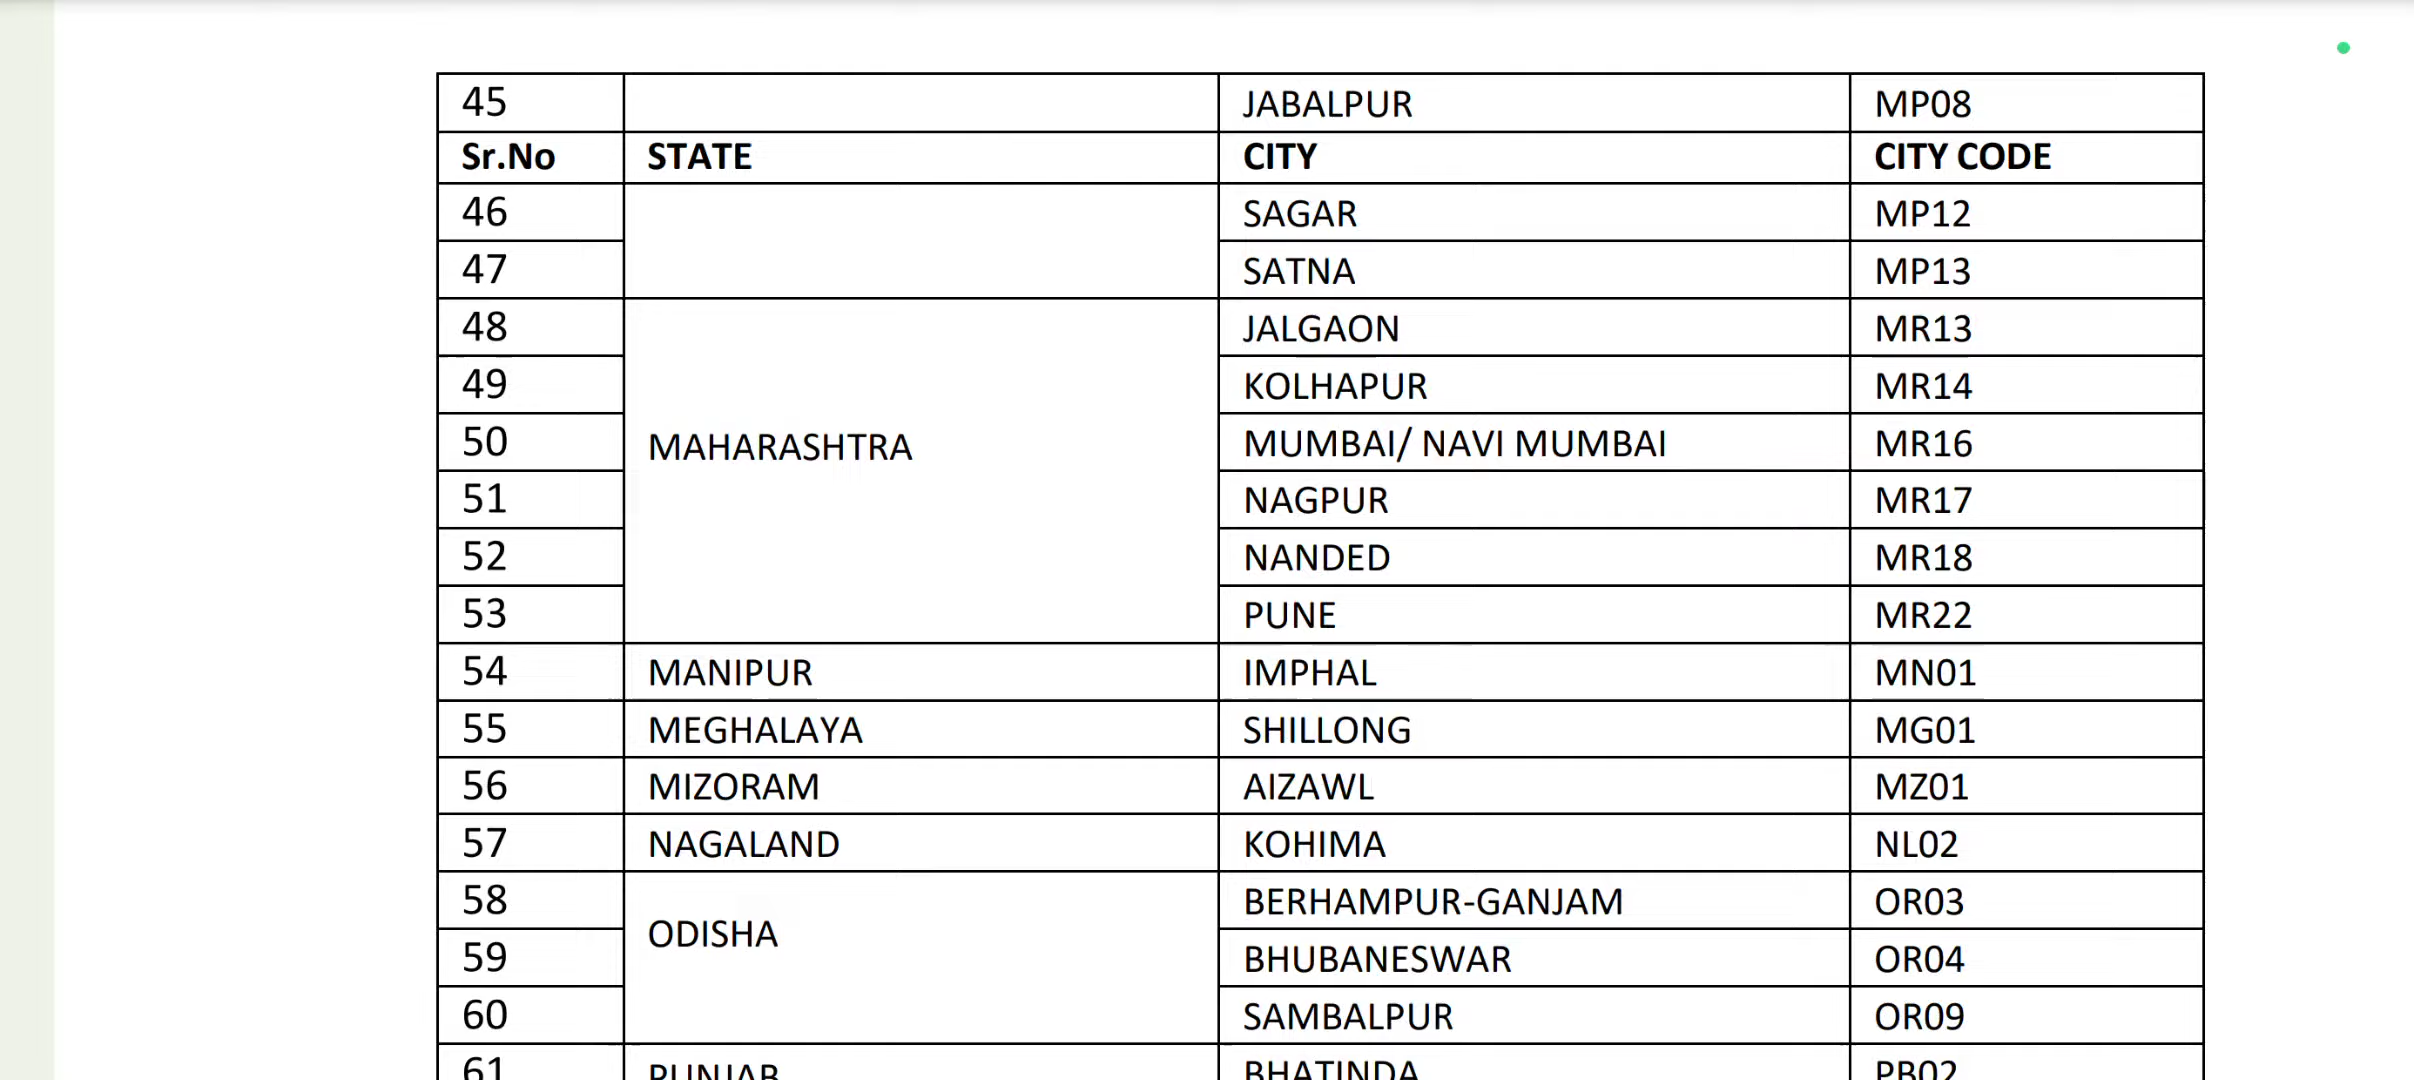 45 JABALPUR MP08
Sr.No STATE CITY CITY CODE
46 SAGAR MP12
47 SATNA MP13
48 JALGAON MR13
49 KOLHAPUR MR14
50 MAHARASHTRA MUMBAI/ NAVI MUMBAI MR16
51 NAGPUR MR17
52 NANDED MR18
53 PUNE MR22
54 MANIPUR IMPHAL MN01
55 MEGHALAYA SHILLONG MG01
56 MIZORAM AIZAWL MZ01
57 NAGALAND KOHIMA NL02
58 ODISHA BERHAMPUR-GANJAM OR03
59 BHUBANESWAR OR04
60 SAMBALPUR OR09
61 PUNJAB BHATINDA PB02